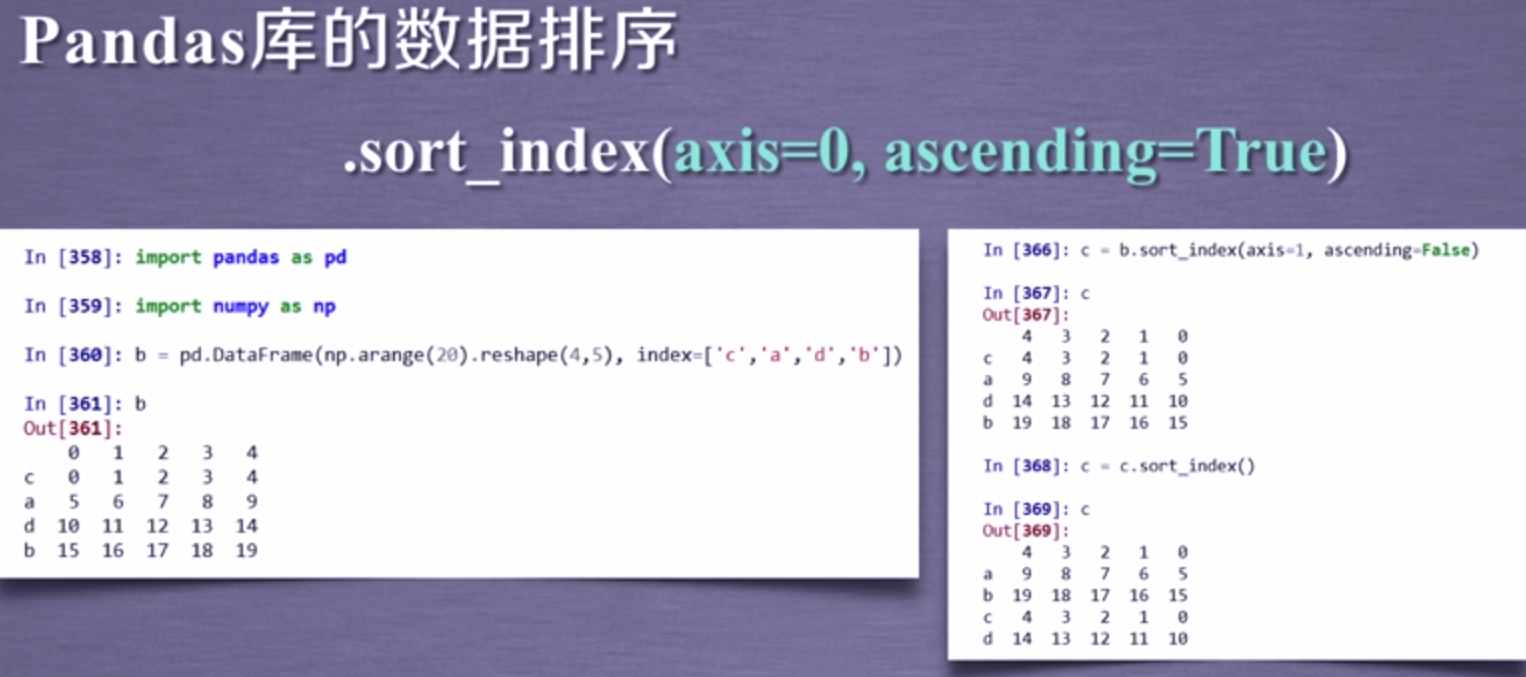 Pandas库的数据排序
.sort_index(axis=0, ascending=True)
In [358]: import pandas as pd
In [359]: import numpy as np
In [360]: b = pd.DataFrame(np.arange(20).reshape(4,5), index=['c','a','d','b'])
In [361]: b
Out[361]:
0 1 2 3 4
c 0 1 2 3 4
a 5 6 7 8 9
d 10 11 12 13 14
b 15 16 17 18 19
In [366]: c = b.sort_index(axis=1, ascending=False)
In [367]: c
Out[367]:
4 3 2 1 0
c 4 3 2 1 0
a 9 8 7 6 5
d 14 13 12 11 10
b 19 18 17 16 15
In [368]: c = c.sort_index()
In [369]: c
Out[369]:
4 3 2 1 0
a 9 8 7 6 5
b 19 18 17 16 15
c 4 3 2 1 0
d 14 13 12 11 10